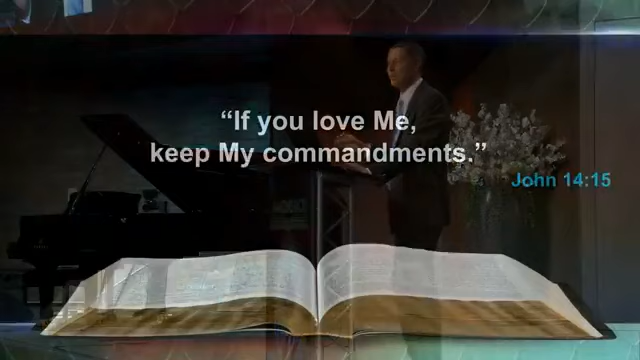 “If you love Me,
keep My commandments.”
John 14:15